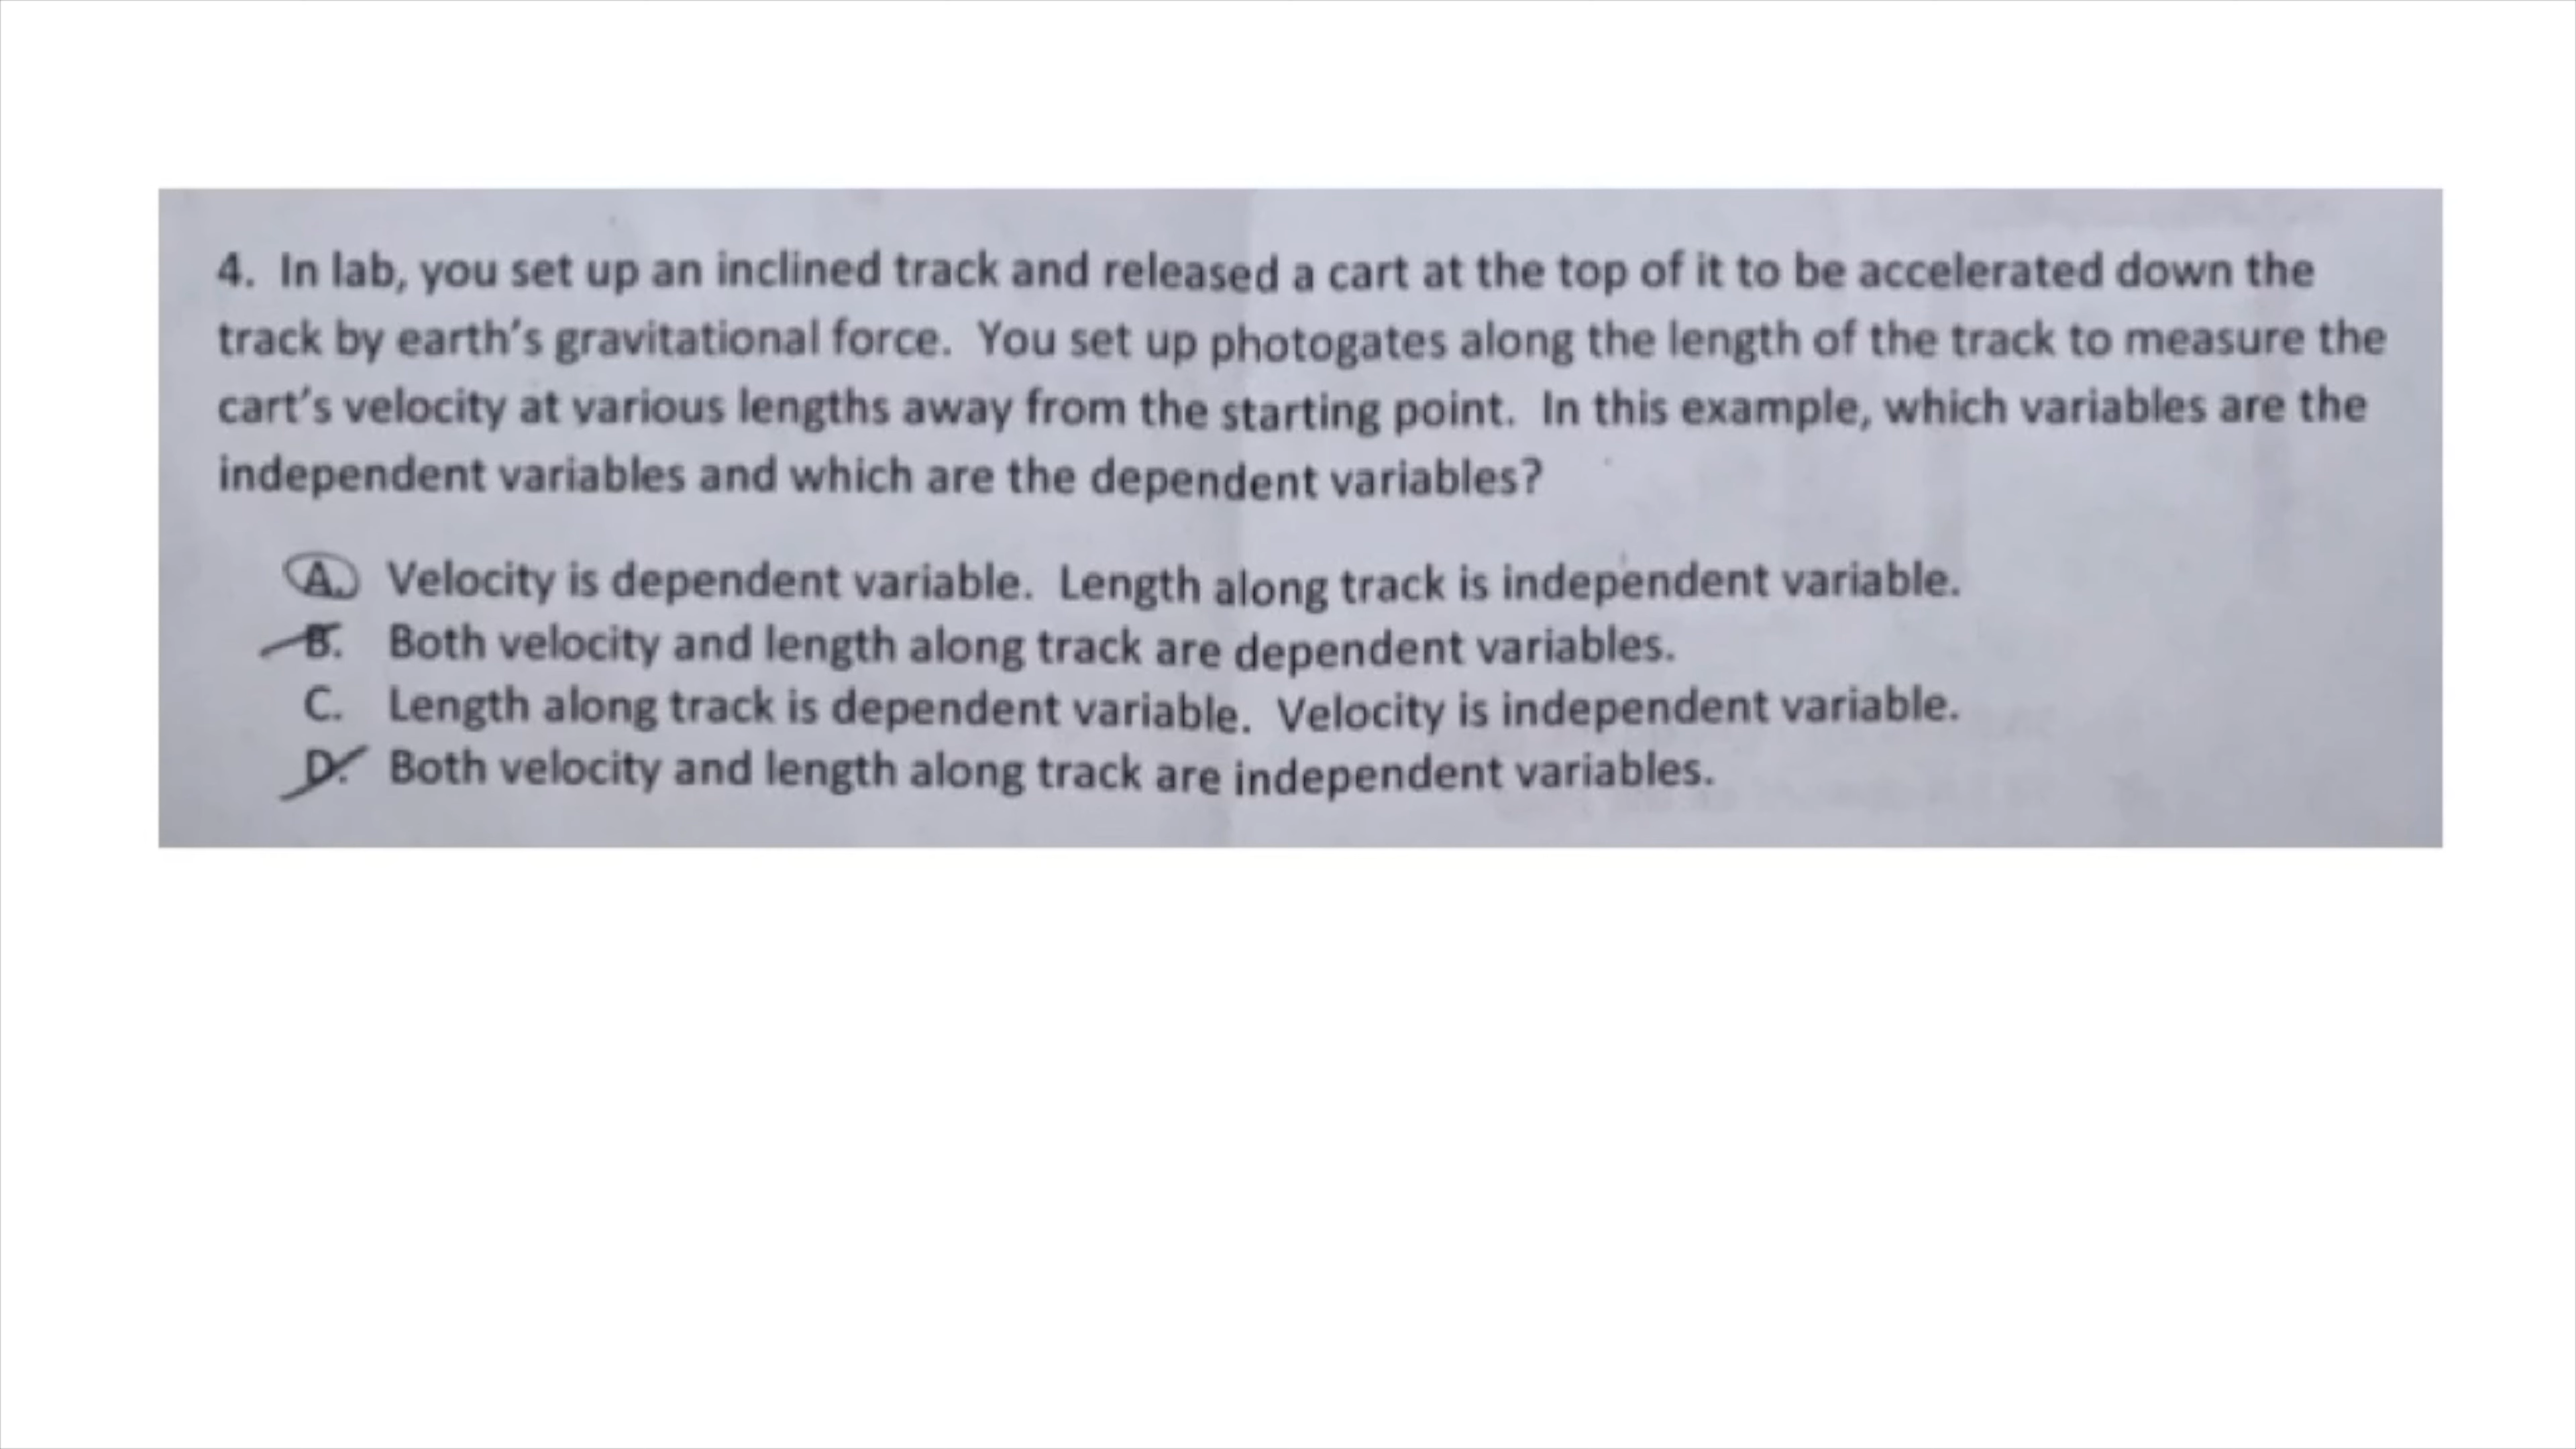 4. In lab, you set up an inclined track and released a cart at the top of it to be accelerated down the
track by earth's gravitational force. You set up photogates along the length of the track to measure the
cart's velocity at various lengths away from the starting point. In this example, which variables are the
independent variables and which are the dependent variables?
A. Velocity is dependent variable. Length along track is independent variable.
B. Both velocity and length along track are dependent variables.
C. Length along track is dependent variable. Velocity is independent variable.
D. Both velocity and length along track are independent variables.